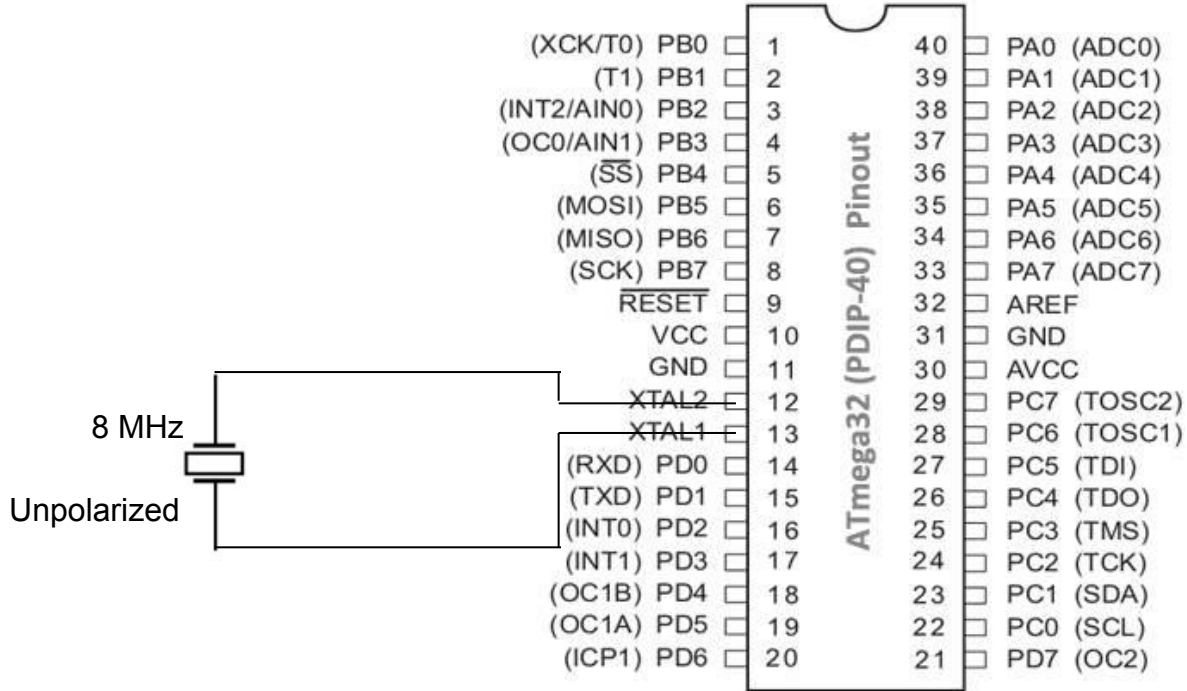 (XCK/T0) PB0 1 40 PA0 (ADC0)
(T1) PB1 2 39 PA1 (ADC1)
(INT2/AIN0) PB2 3 38 PA2 (ADC2)
(OC0/AIN1) PB3 4 37 PA3 (ADC3)
(SS) PB4 5 36 PA4 (ADC4)
(MOSI) PB5 6 35 PA5 (ADC5)
(MISO) PB6 7 34 PA6 (ADC6)
(SCK) PB7 8 33 PA7 (ADC7)
RESET 9 32 AREF
VCC 10 31 GND
GND 11 30 AVCC
XTAL2 12 29 PC7 (TOSC2)
XTAL1 13 28 PC6 (TOSC1)
(RXD) PD0 14 27 PC5 (TDI)
(TXD) PD1 15 26 PC4 (TDO)
(INT0) PD2 16 25 PC3 (TMS)
(INT1) PD3 17 24 PC2 (TCK)
(OC1B) PD4 18 23 PC1 (SDA)
(OC1A) PD5 19 22 PC0 (SCL)
(ICP1) PD6 20 21 PD7 (OC2)
ATmega32 (PDIP-40) Pinout
8 MHz
Unpolarized